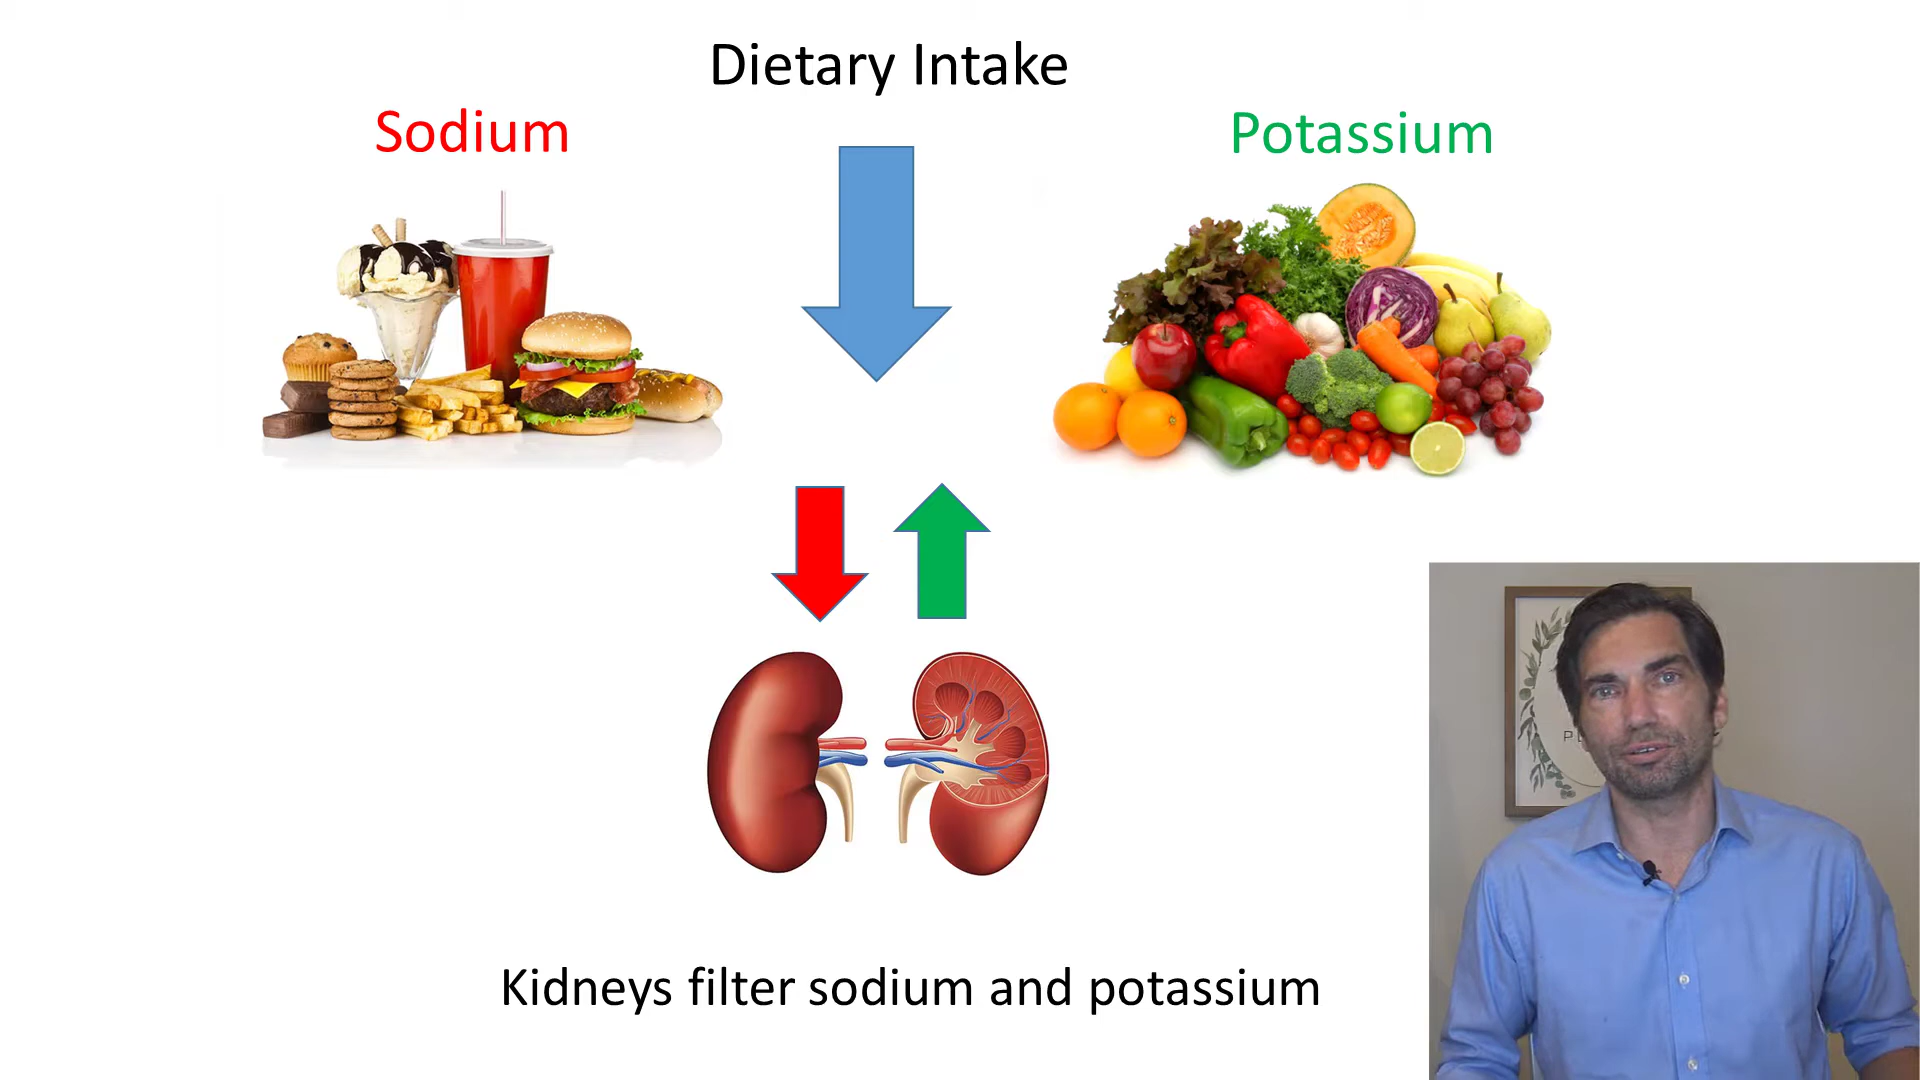 Dietary Intake
Sodium
Potassium
Kidneys filter sodium and potassium